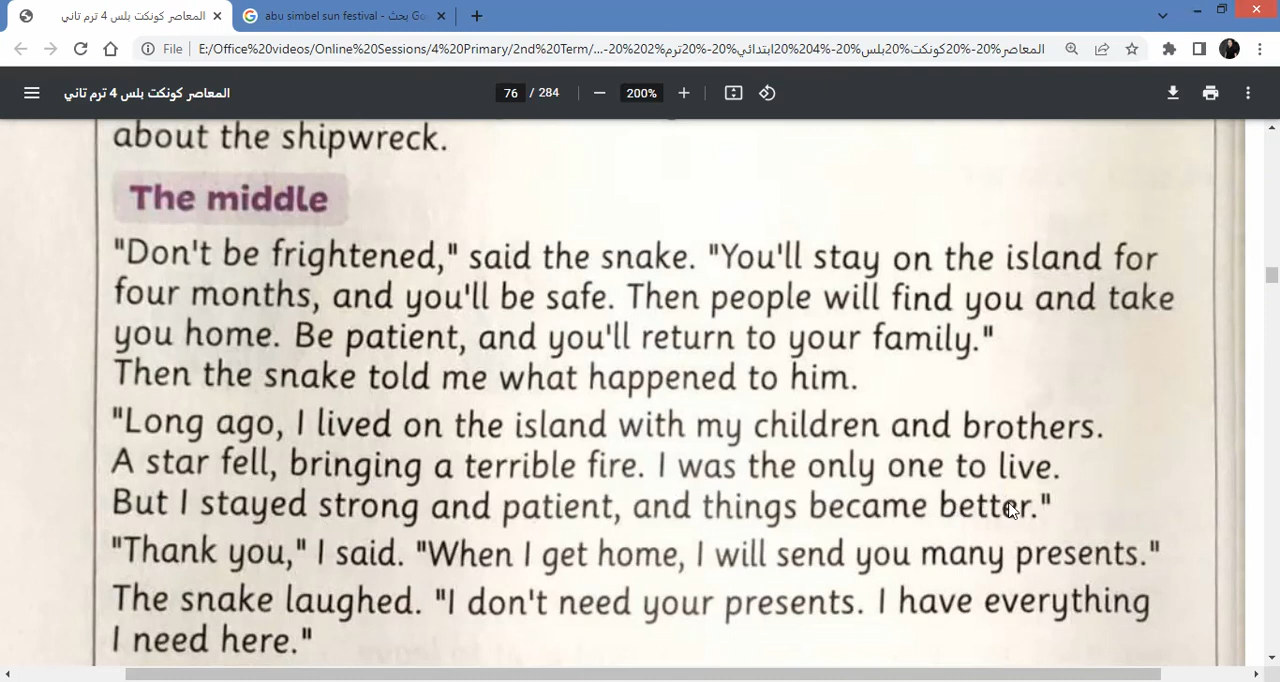 المعاصر كونكت بلس 4 ترم تاني
abu simbel sun festival - بحث Go
File
E:/Office%20videos/Online%20Sessions/4%20Primary/2nd%20Term/...-20%202%ابتدائي%20-%20ترم%204%20المعاصر%20-%20كونكت%20بلس%20-%20
المعاصر كونكت بلس 4 ترم تاني
76 / 284
200%
about the shipwreck.
The middle
"Don't be frightened," said the snake. "You'll stay on the island for
four months, and you'll be safe. Then people will find you and take
you home. Be patient, and you'll return to your family."
Then the snake told me what happened to him.
"Long ago, I lived on the island with my children and brothers.
A star fell, bringing a terrible fire. I was the only one to live.
But I stayed strong and patient, and things became better."
"Thank you," I said. "When I get home, I will send you many presents."
The snake laughed. "I don't need your presents. I have everything
I need here."